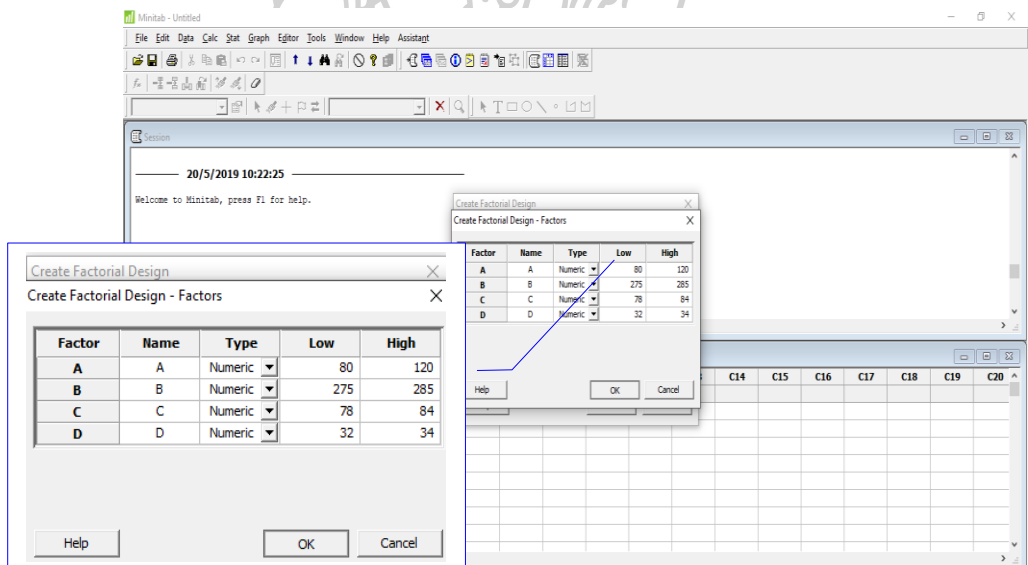 Minitab - Untitled
File Edit Data Calc Stat Graph Editor Tools Window Help Assistant
Session
20/5/2019 10:22:25
Welcome to Minitab, press F1 for help.
Create Factorial Design
Create Factorial Design - Factors
Factor Name Type Low High
A A Numeric 80 120
B B Numeric 275 285
C C Numeric 78 84
D D Numeric 32 34
Help OK Cancel
Create Factorial Design
Create Factorial Design - Factors
Factor Name Type Low High
A A Numeric 80 120
B B Numeric 275 285
C C Numeric 78 84
D D Numeric 32 34
Help OK Cancel
C14 C15 C16 C17 C18 C19 C20